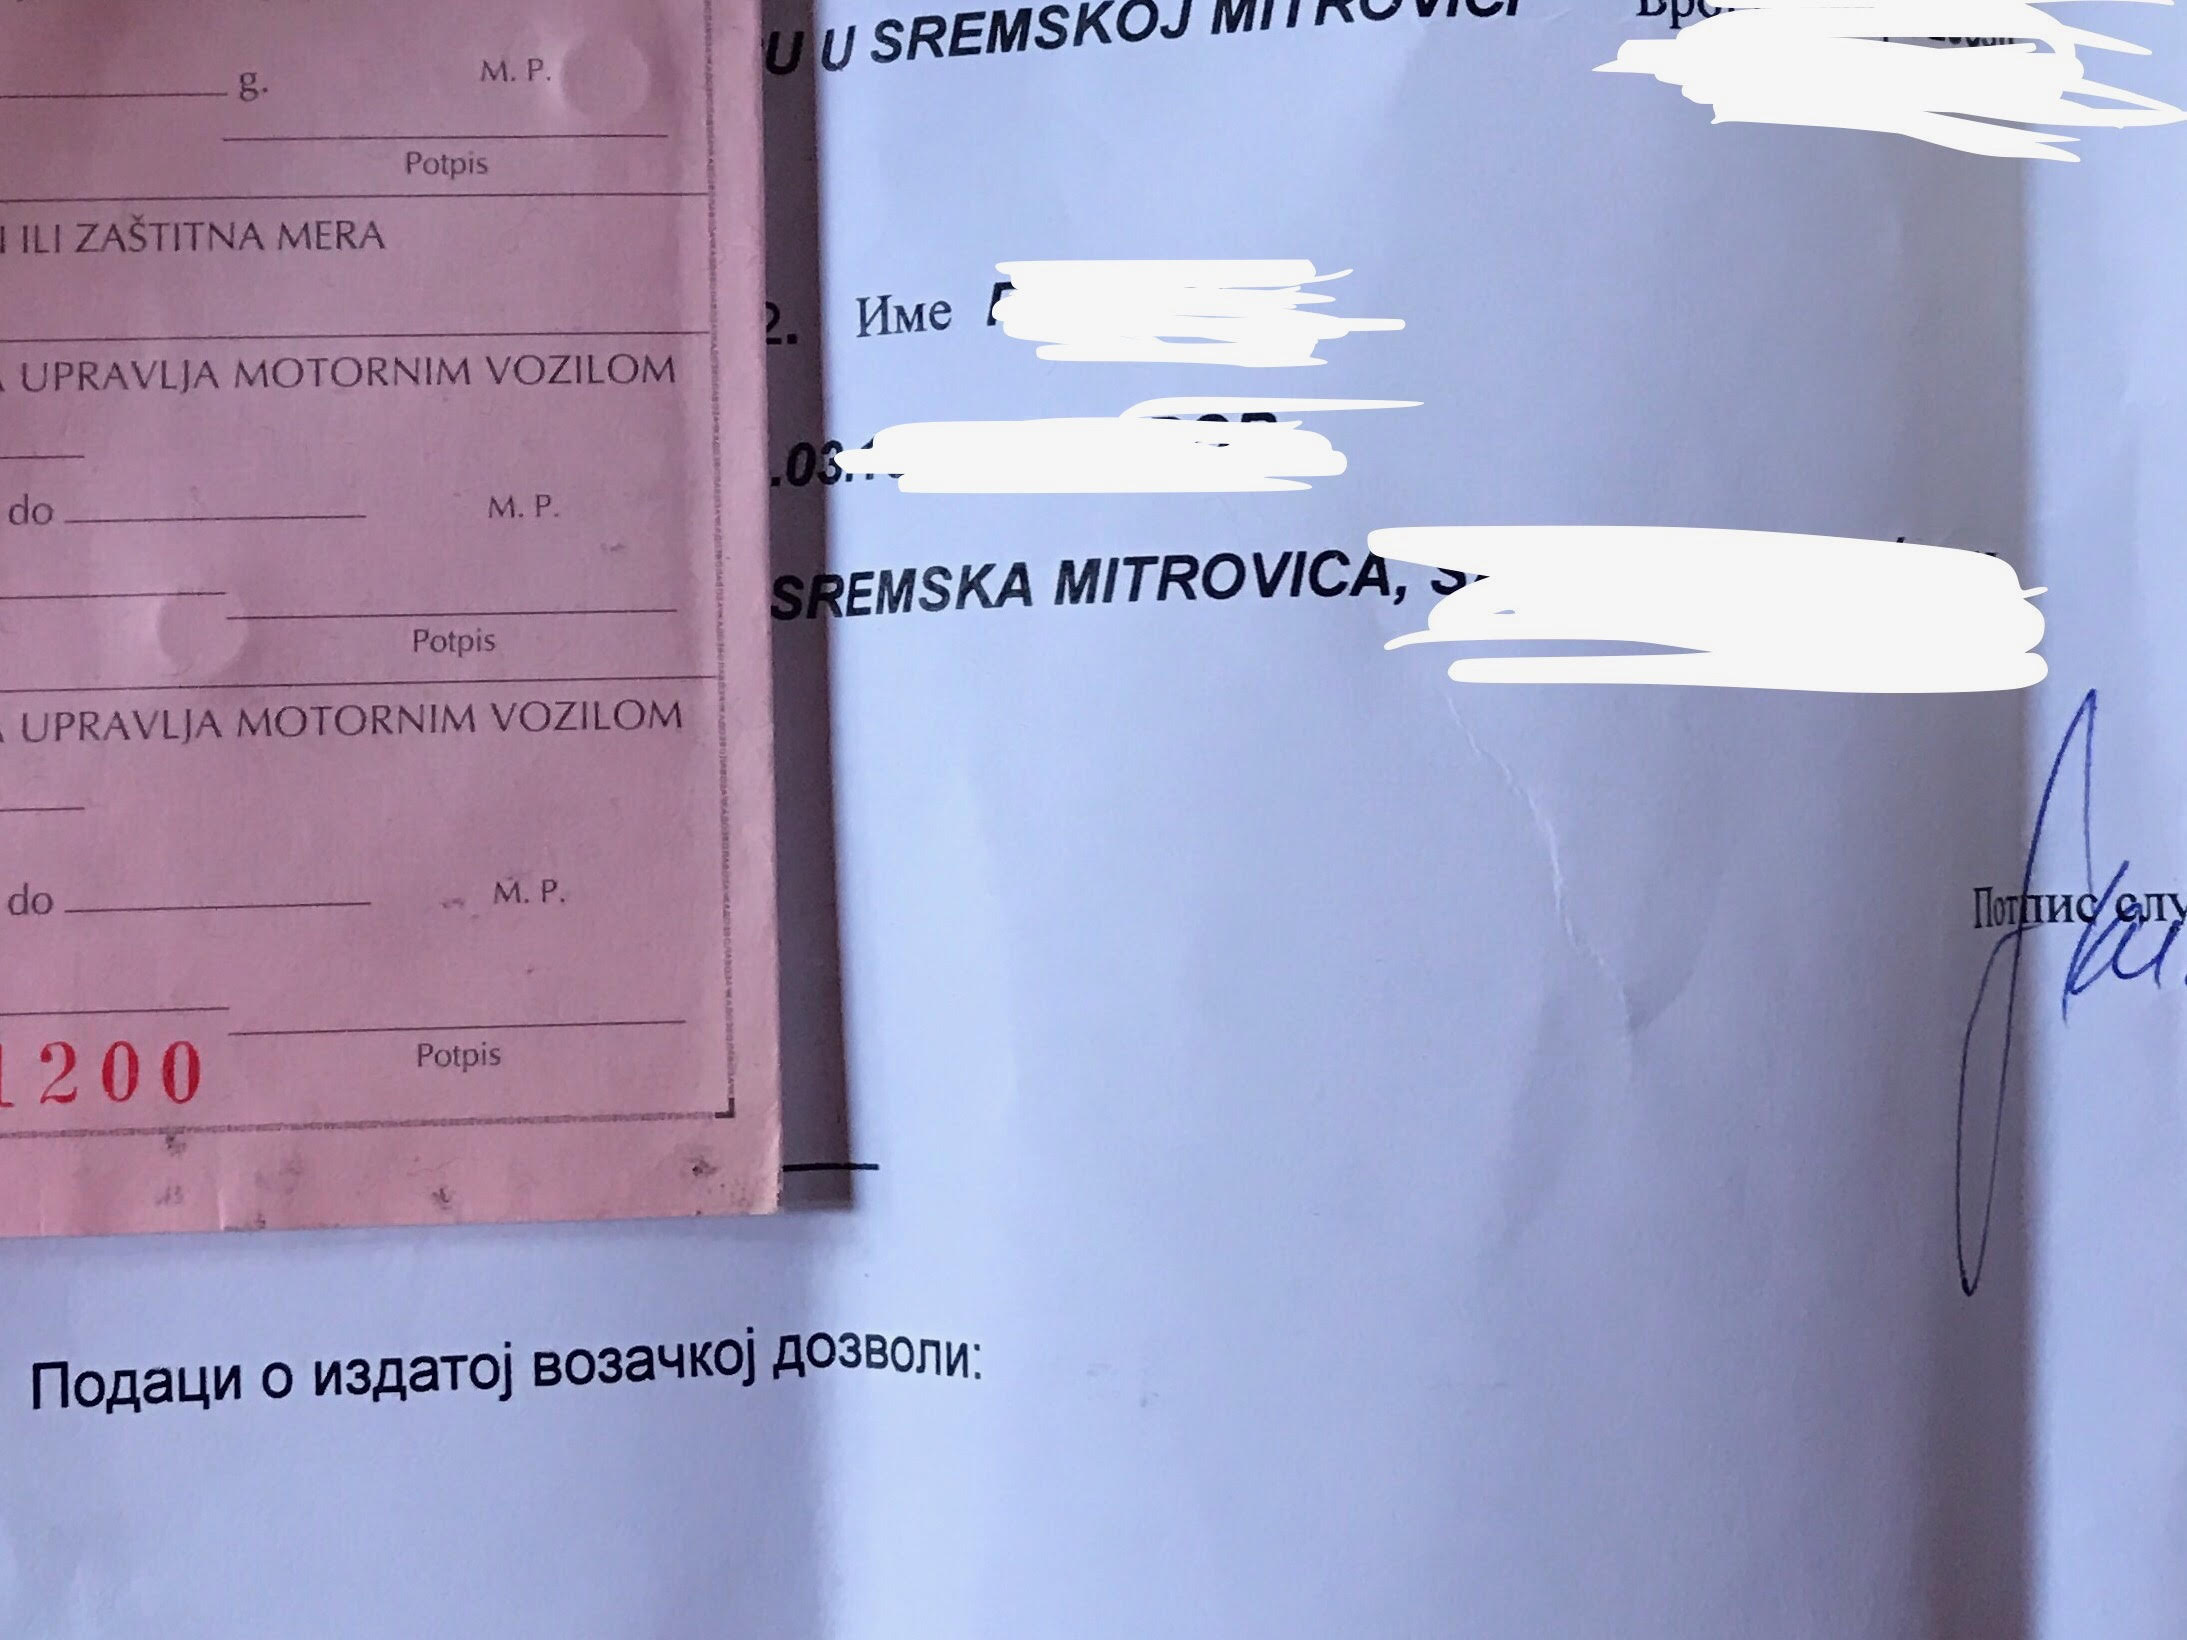 g. M. P.
Potpis
ILI ZAŠTITNA MERA
UPRAVLJA MOTORNIM VOZILOM
do M. P.
Potpis
UPRAVLJA MOTORNIM VOZILOM
do M. P.
Potpis
1200
U U SREMSKOJ MITROVICI
2. Име
.03.
SREMSKA MITROVICA,
Потпис
Подаци о издатој возачкој дозволи: